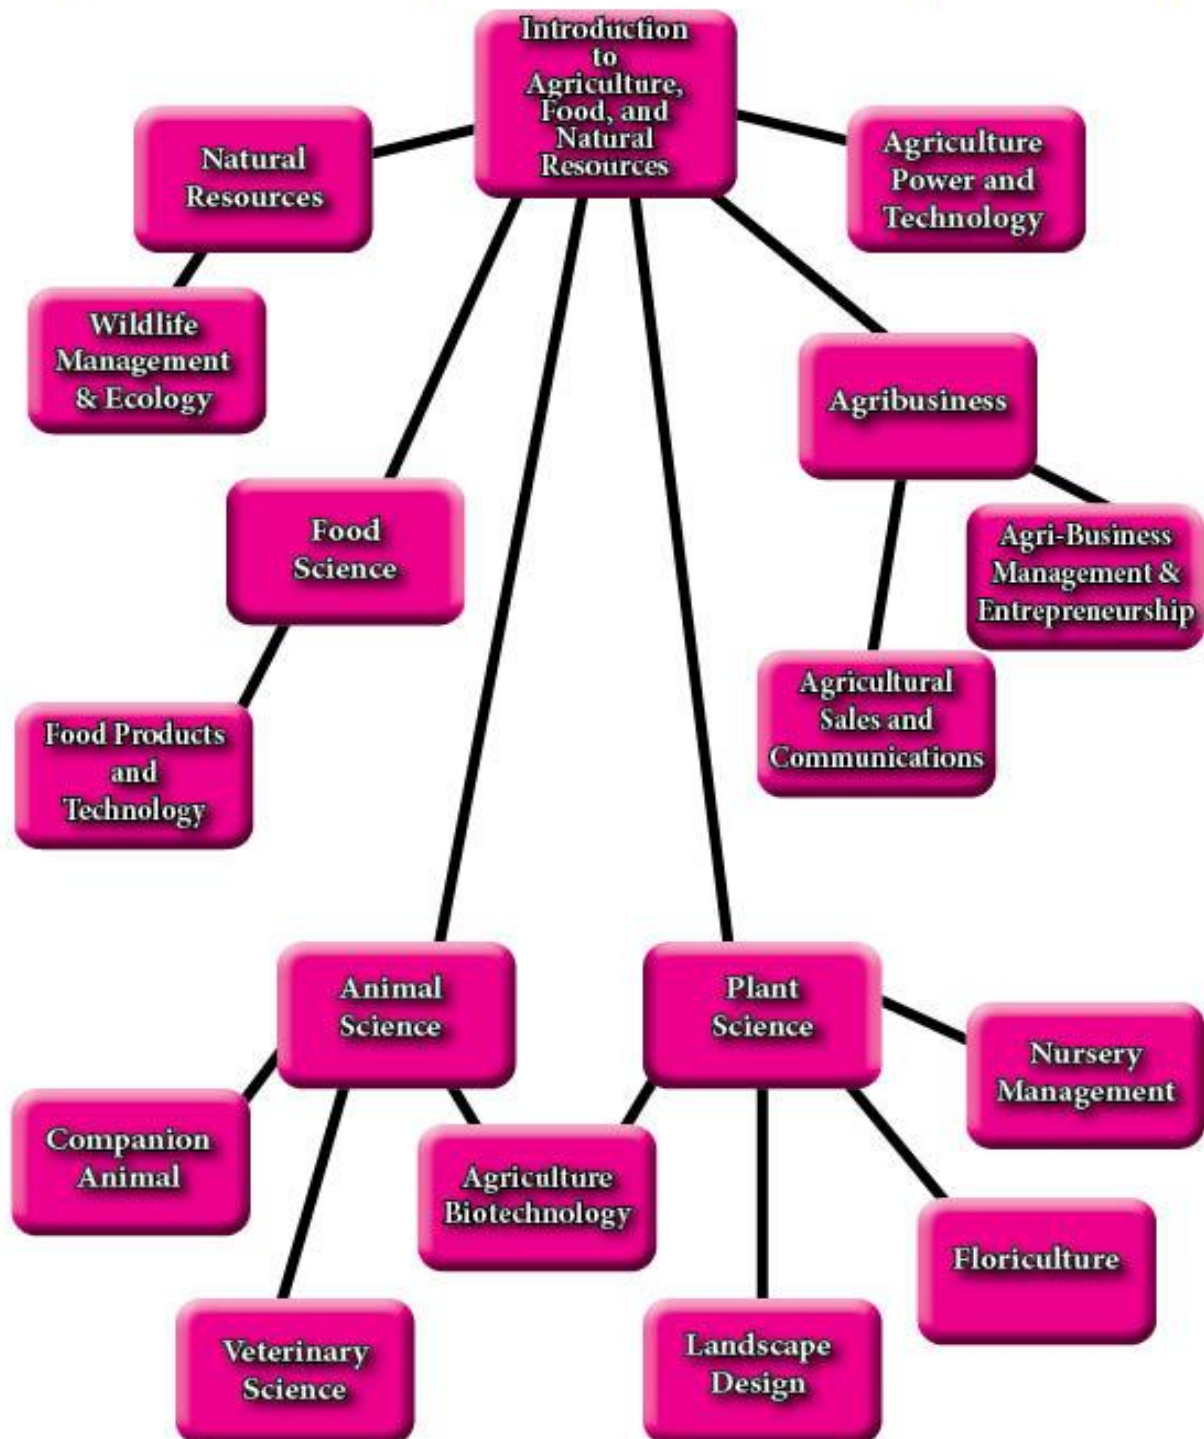 Introduction
to
Agriculture,
Food, and
Natural
Resources
Natural
Resources
Agriculture
Power and
Technology
Wildlife
Management
& Ecology
Agribusiness
Food
Science
Agri-Business
Management &
Entrepreneurship
Agricultural
Sales and
Communications
Food Products
and
Technology
Animal
Science
Plant
Science
Nursery
Management
Companion
Animal
Agriculture
Biotechnology
Floriculture
Veterinary
Science
Landscape
Design